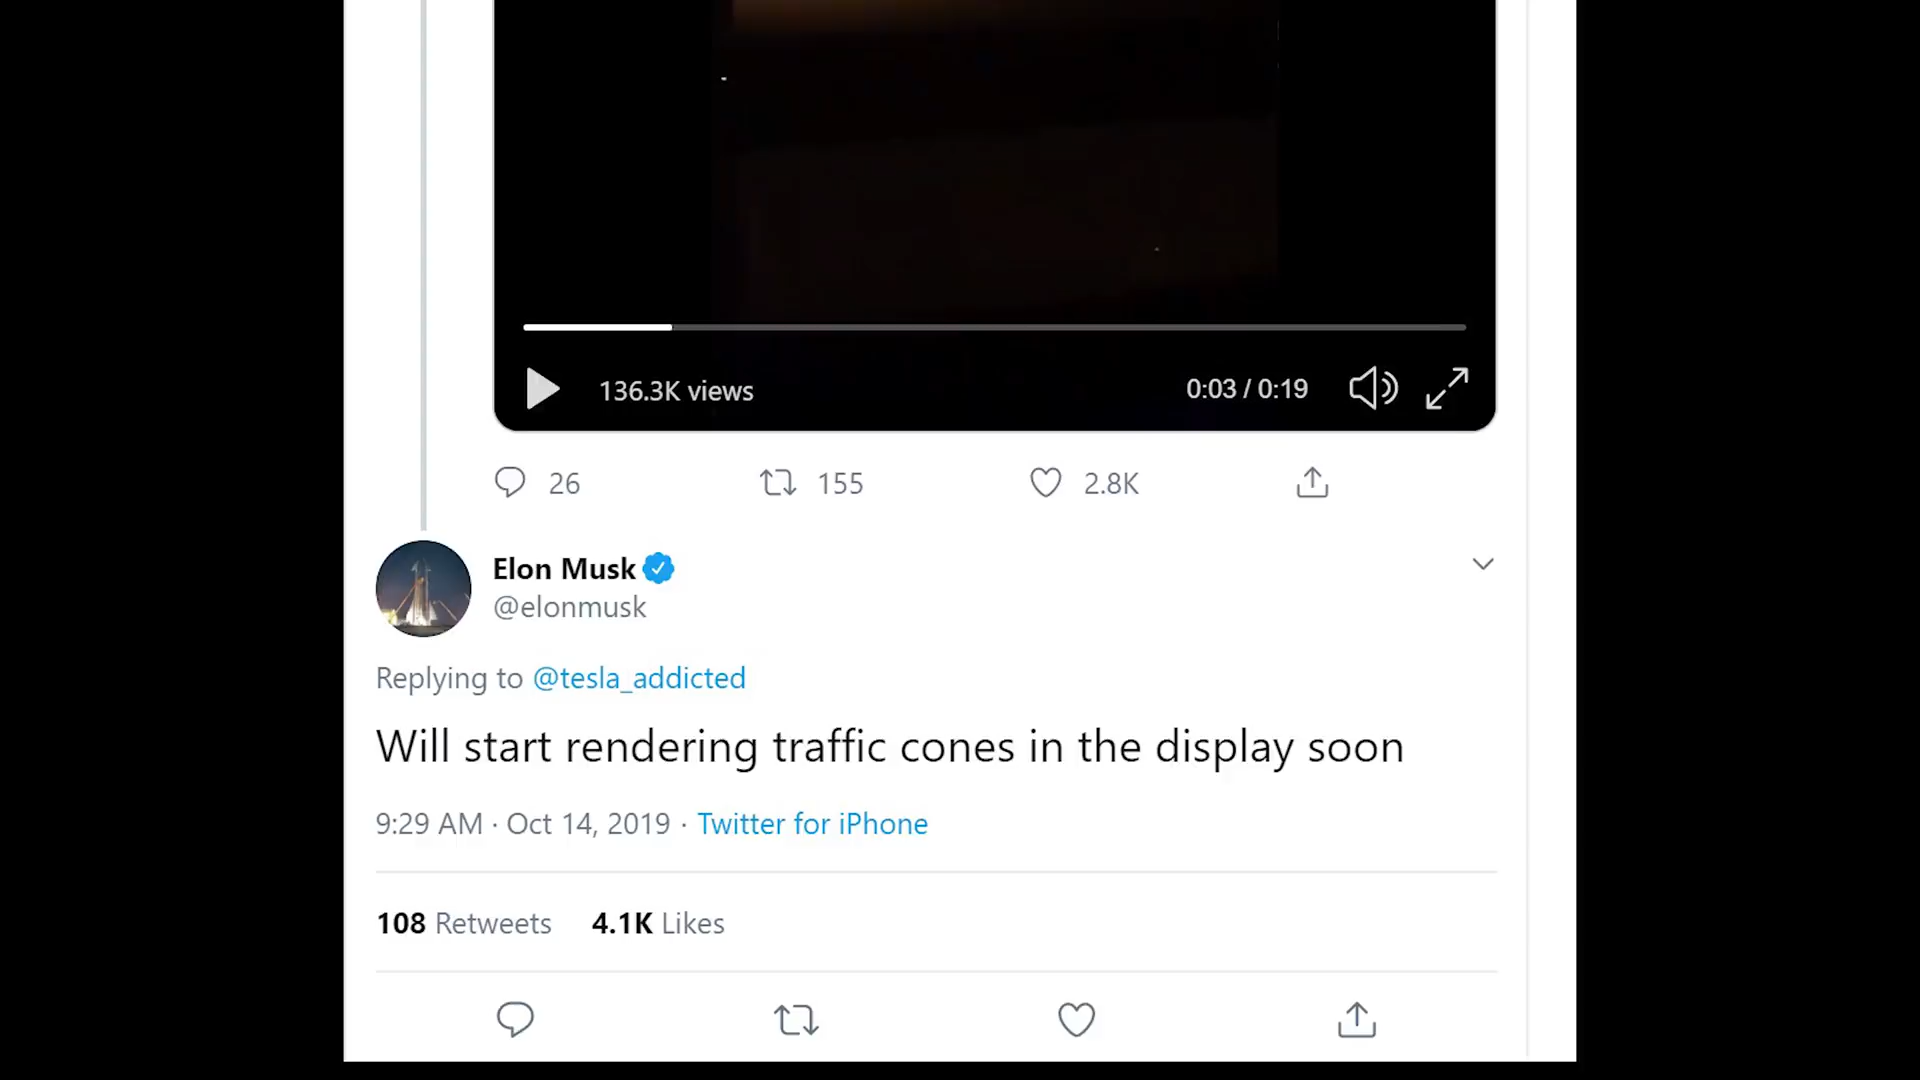 136.3K views
0:03 / 0:19
26 155 2.8K
Elon Musk
@elonmusk
Replying to @tesla_addicted
Will start rendering traffic cones in the display soon
9:29 AM · Oct 14, 2019 · Twitter for iPhone
108 Retweets 4.1K Likes